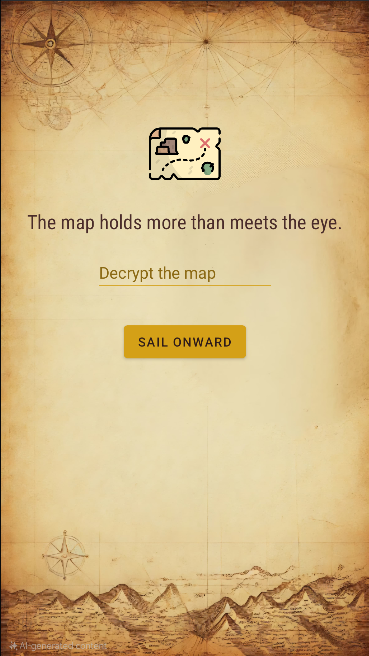 The map holds more than meets the eye.
Decrypt the map
SAIL ONWARD
AI-generated content